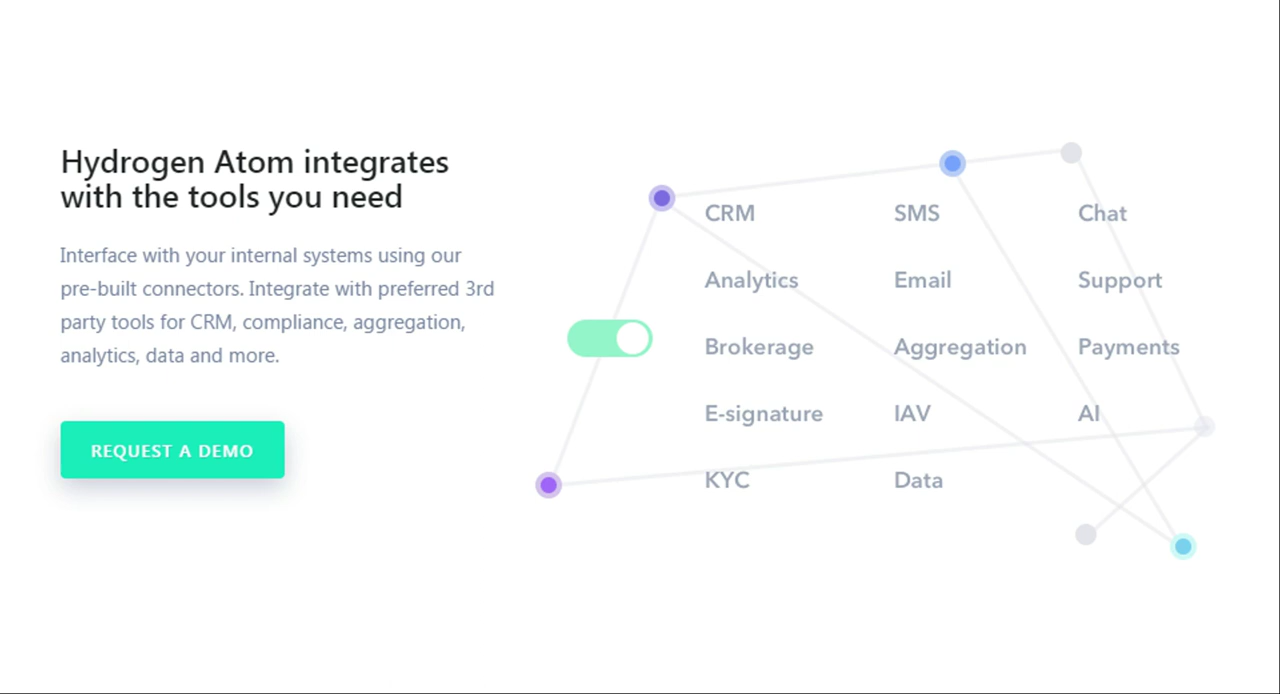 Hydrogen Atom integrates
with the tools you need
Interface with your internal systems using our
pre-built connectors. Integrate with preferred 3rd
party tools for CRM, compliance, aggregation,
analytics, data and more.
REQUEST A DEMO
CRM
SMS
Chat
Analytics
Email
Support
Brokerage
Aggregation
Payments
E-signature
IAV
AI
KYC
Data